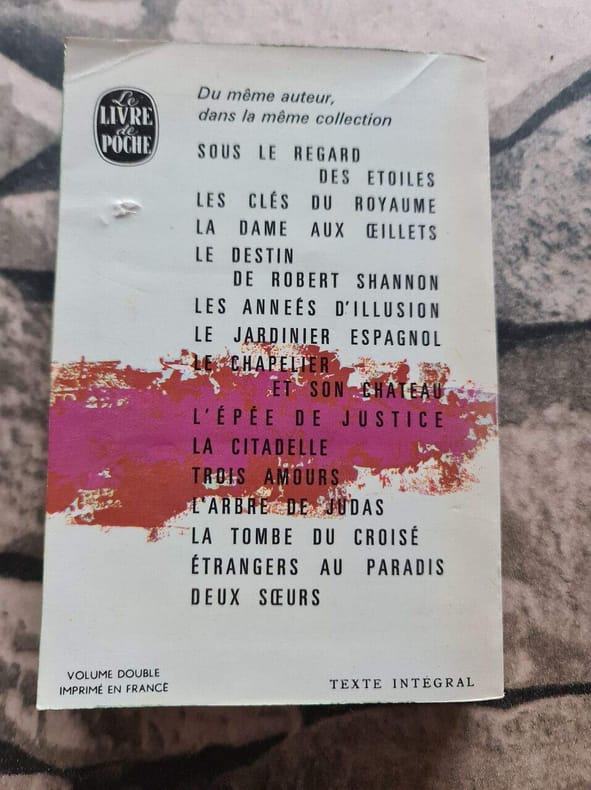 Le
LIVRE
de
POCHE
Du même auteur,
dans la même collection
SOUS LE REGARD
DES ETOILES
LES CLÉS DU ROYAUME
LA DAME AUX ŒILLETS
LE DESTIN
DE ROBERT SHANNON
LES ANNEÉS D'ILLUSION
LE JARDINIER ESPAGNOL
LE CHAPELIER
ET SON CHATEAU
L'ÉPÉE DE JUSTICE
LA CITADELLE
TROIS AMOURS
L'ARBRE DE JUDAS
LA TOMBE DU CROISÉ
ÉTRANGERS AU PARADIS
DEUX SŒURS
VOLUME DOUBLE
IMPRIMÉ EN FRANCE
TEXTE INTÉGRAL